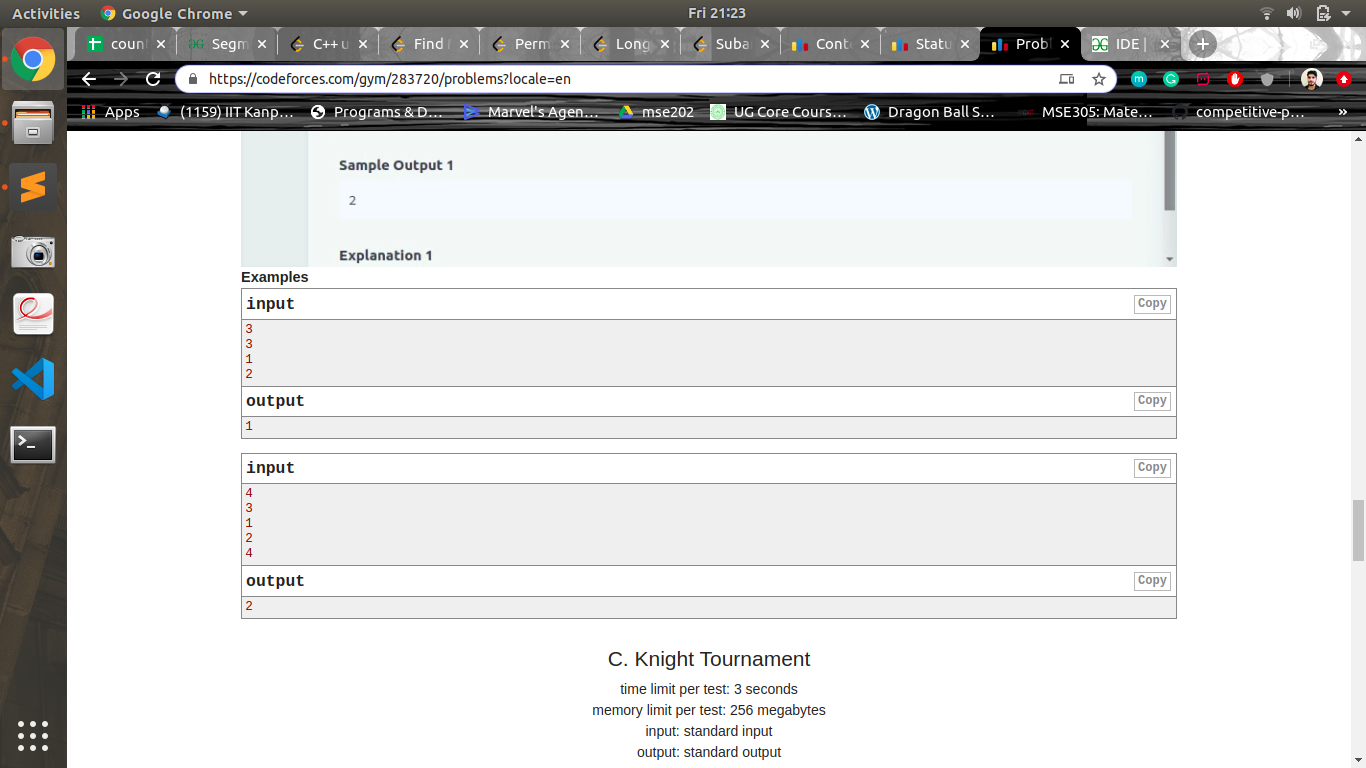 Activities Google Chrome Fri 21:23
coun Segm C++ u Find Perm Long Suba Cont Statu Probl IDE |
https://codeforces.com/gym/283720/problems?locale=en
Apps (1159) IIT Kanp... Programs & D... Marvel's Agen... mse202 UG Core Cours... Dragon Ball S... MSE305: Mate... competitive-p... »
Sample Output 1
2
Explanation 1
Examples
input Copy
3
3
1
2
output Copy
1
input Copy
4
3
1
2
4
output Copy
2
C. Knight Tournament
time limit per test: 3 seconds
memory limit per test: 256 megabytes
input: standard input
output: standard output